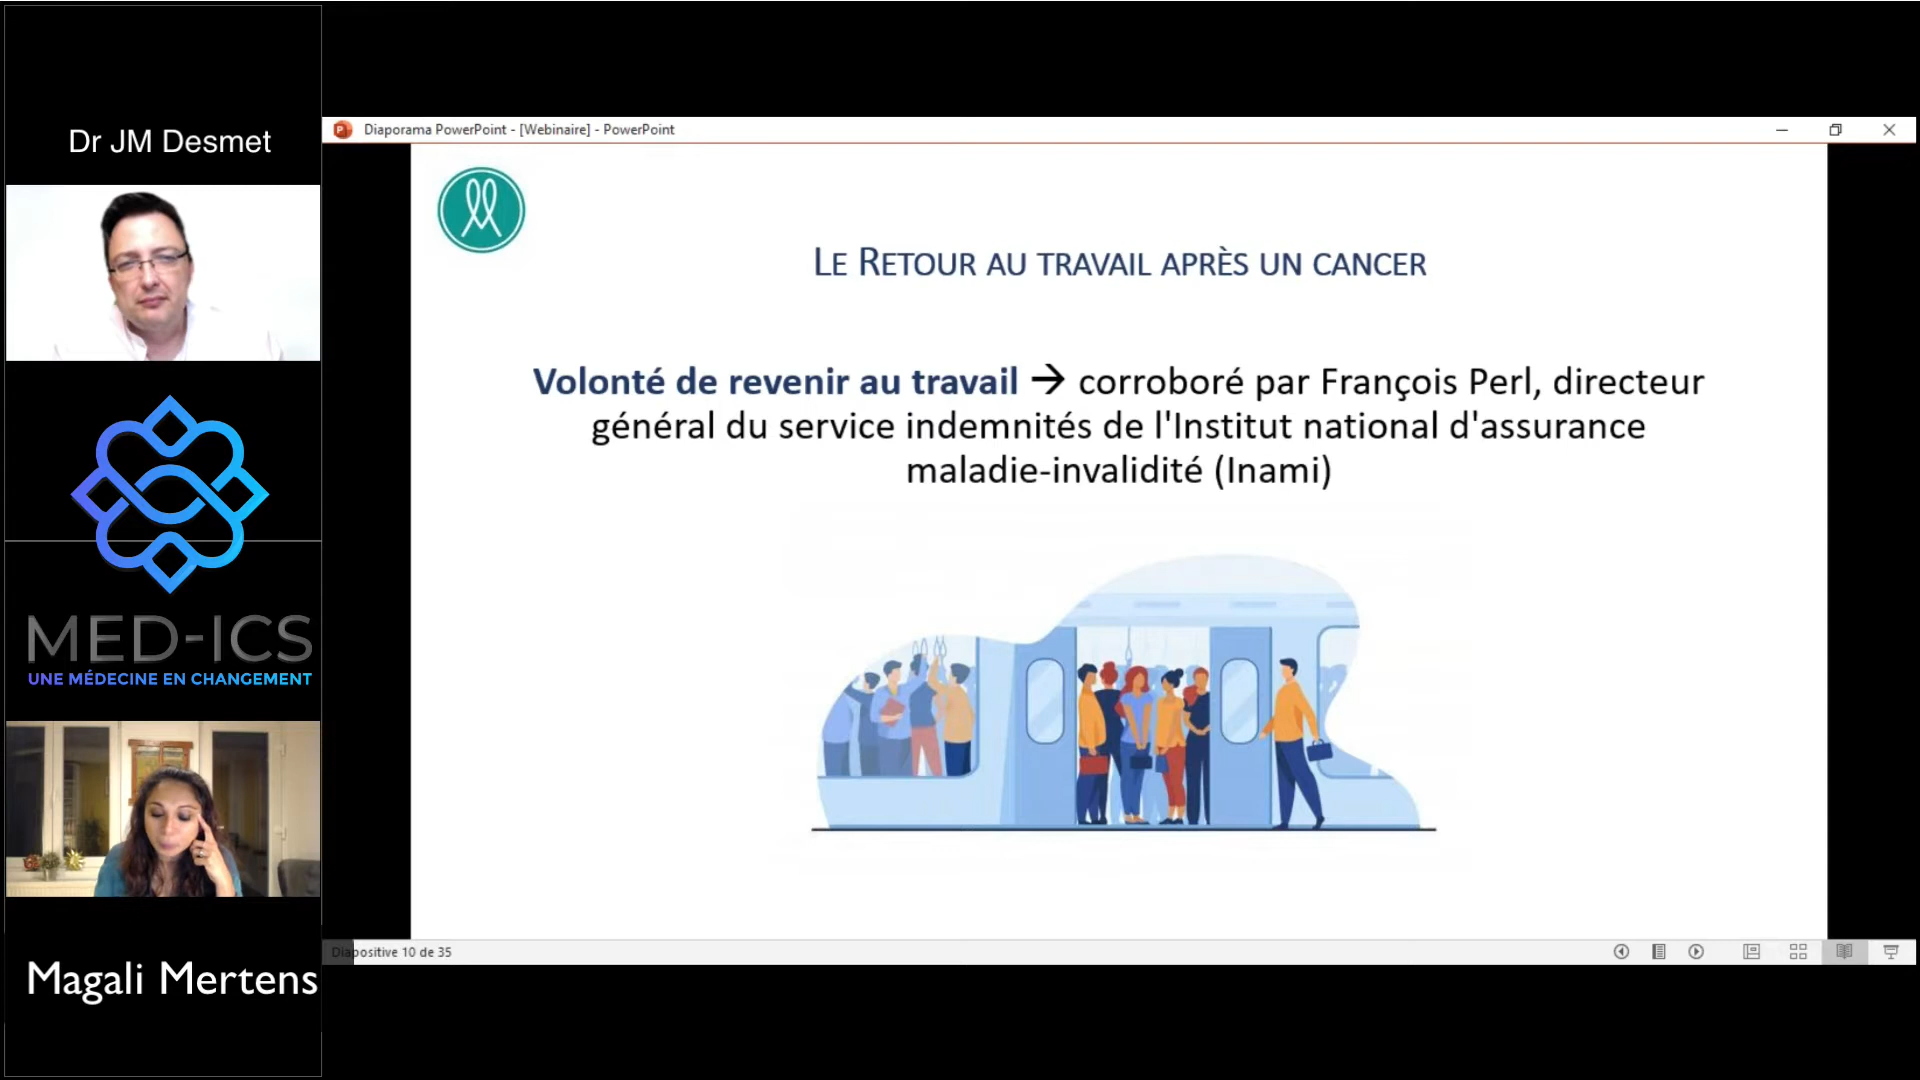 Dr JM Desmet
MED-ICS
UNE MÉDECINE EN CHANGEMENT
Magali Mertens
Diaporama PowerPoint - [Webinaire] - PowerPoint
LE RETOUR AU TRAVAIL APRÈS UN CANCER
Volonté de revenir au travail → corroboré par François Perl, directeur
général du service indemnités de l'Institut national d'assurance
maladie-invalidité (Inami)
Diapositive 10 de 35